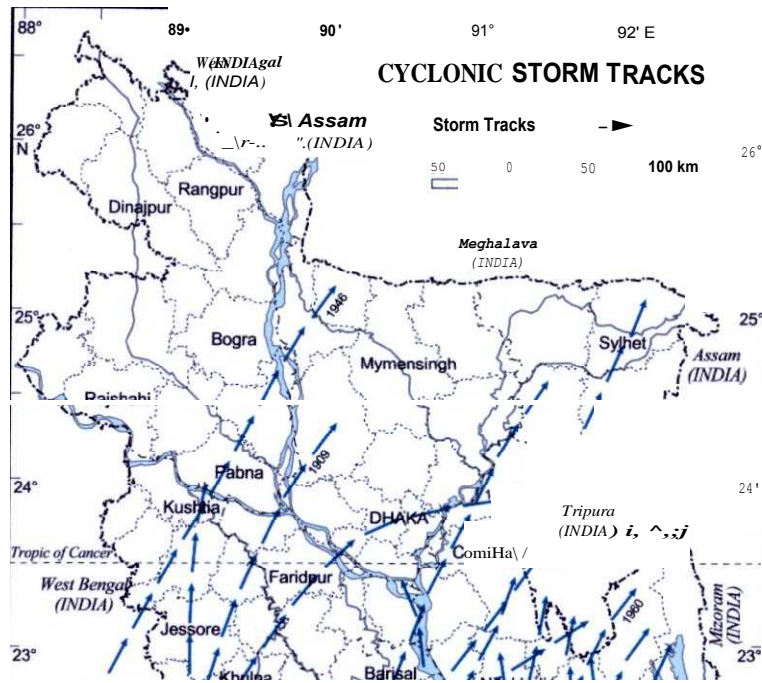 88°
89•
90'
91°
92' E
(INDIA)
CYCLONIC STORM TRACKS
Assam
(INDIA)
Storm Tracks
26°
N
26°
50
0
50
100 km
Rangpur
Dinajpur
Meghalava
(INDIA)
1946
25°
25°
Bogra
Sylhet
Mymensingh
Assam
(INDIA)
Rajshahi
Pabna
1909
24°
24'
Kushtia
DHAKA
Tripura
(INDIA)
Tropic of Cancer
West Bengal
(INDIA)
Faridpur
1960
Mizoram
(INDIA)
Jessore
23°
23°
Khulna
Barisal